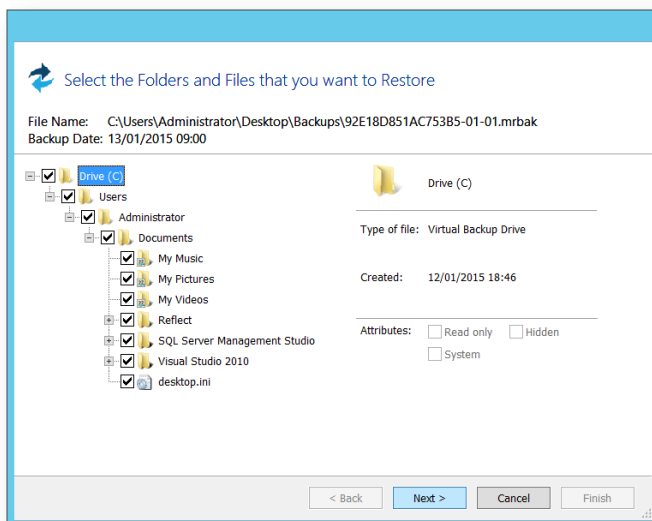 Select the Folders and Files that you want to Restore
File Name: C:\Users\Administrator\Desktop\Backups\92E18D851AC753B5-01-01.mrbak
Backup Date: 13/01/2015 09:00
Drive (C)
Users
Administrator
Documents
My Music
My Pictures
My Videos
Reflect
SQL Server Management Studio
Visual Studio 2010
desktop.ini
Drive (C)
Type of file: Virtual Backup Drive
Created: 12/01/2015 18:46
Attributes: Read only Hidden
System
< Back Next > Cancel Finish